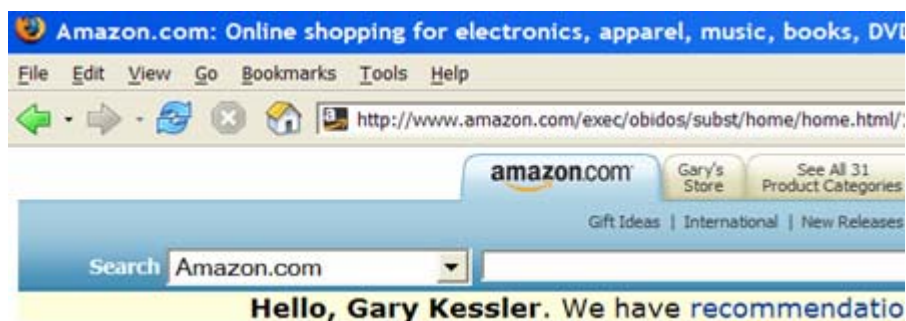 Amazon.com: Online shopping for electronics, apparel, music, books, DVD
File Edit View Go Bookmarks Tools Help
http://www.amazon.com/exec/obidos/subst/home/home.html/
amazon.com Gary's Store See All 31 Product Categories
Gift Ideas | International | New Releases
Search Amazon.com
Hello, Gary Kessler. We have recommendatio